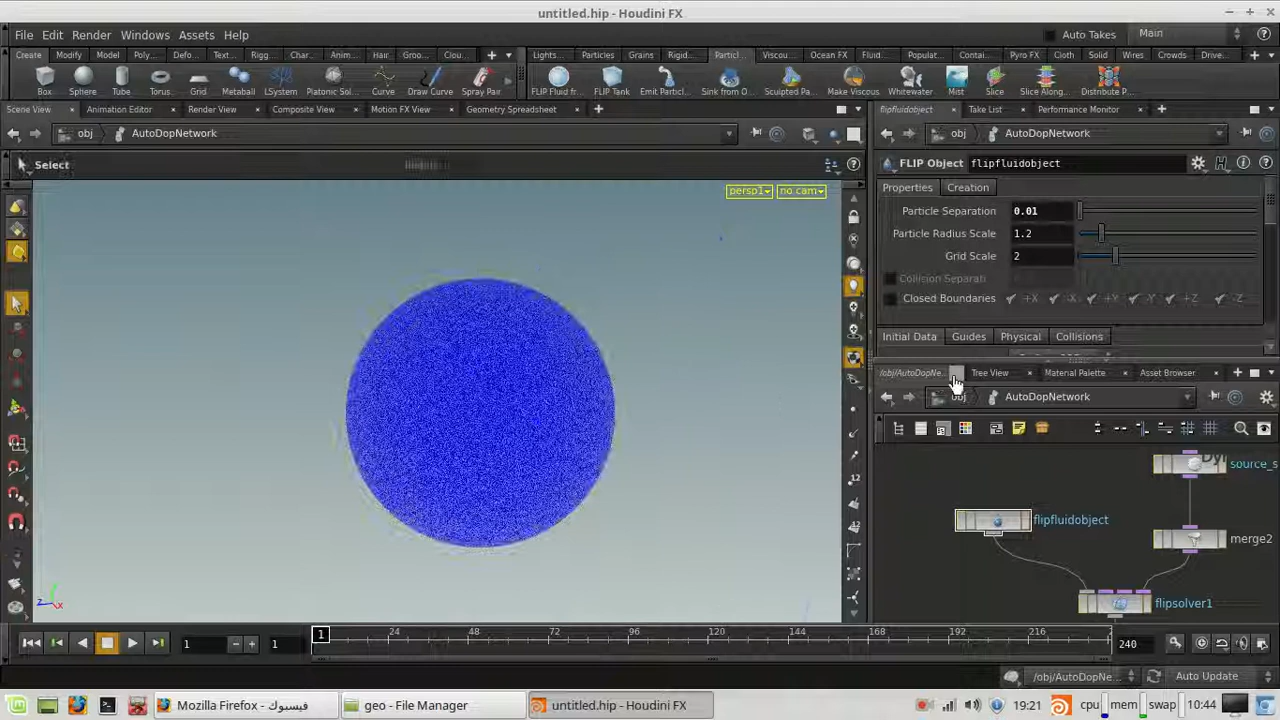 untitled.hip - Houdini FX
File Edit Render Windows Assets Help
Auto Takes Main
Create Modify Model Poly... Defo... Text... Rigg... Char... Anim... Hair Groo... Clou...
Lights... Particles Grains Rigid... Particl... Viscou... Ocean FX Fluid... Populat... Contai... Pyro FX Cloth Solid Wires Crowds Drive...
Box Sphere Tube Torus Grid Metaball LSystem Platonic Sol... Curve Draw Curve Spray Pair
FLIP Fluid fr... FLIP Tank Emit Particl... Sink from O... Sculpted Pa... Make Viscous Whitewater Mist Slice Slice Along... Distribute P...
Scene View Animation Editor Render View Composite View Motion FX View Geometry Spreadsheet
flipfluidobject Take List Performance Monitor
obj AutoDopNetwork
obj AutoDopNetwork
Select
FLIP Object flipfluidobject
persp1 no cam
Properties Creation
Particle Separation 0.01
Particle Radius Scale 1.2
Grid Scale 2
Collision Separati
Closed Boundaries +X -X +Y -Y +Z -Z
Initial Data Guides Physical Collisions
/obj/AutoDopNe... Tree View Material Palette Asset Browser
obj AutoDopNetwork
source_s
flipfluidobject
merge2
flipsolver1
z x
1 1 1 24 48 72 96 120 144 168 192 216 240
/obj/AutoDopNe... Auto Update
Mozilla Firefox - فيسبوك
geo - File Manager
untitled.hip - Houdini FX
19:21 cpu mem swap 10:44